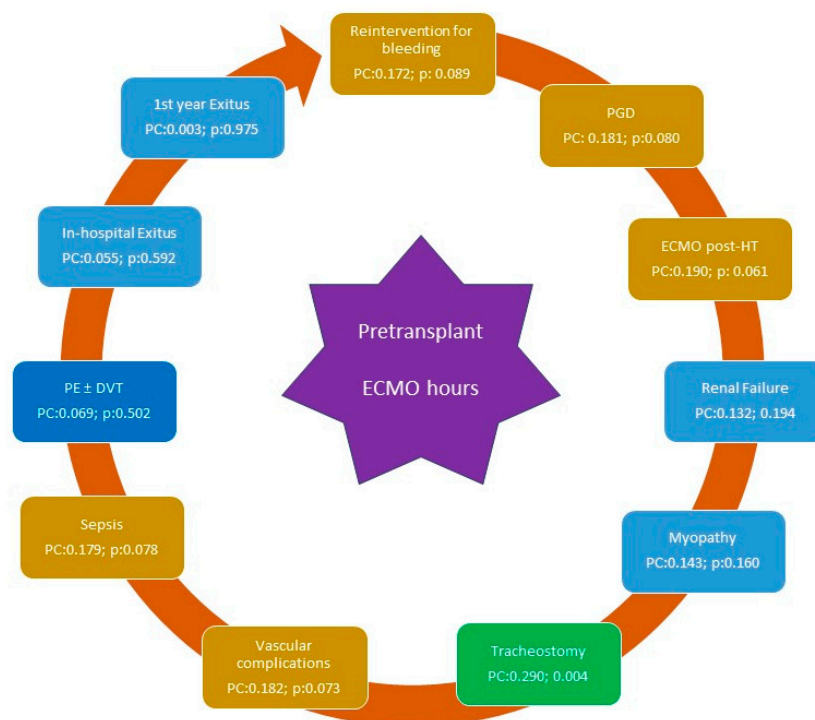 Reintervention for
bleeding
PC:0.172; p: 0.089
PGD
PC: 0.181; p:0.080
ECMO post-HT
PC:0.190; p: 0.061
Renal Failure
PC:0.132; 0.194
Myopathy
PC:0.143; p:0.160
Tracheostomy
PC:0.290; 0.004
Vascular
complications
PC:0.182; p:0.073
Sepsis
PC:0.179; p:0.078
PE ± DVT
PC:0.069; p:0.502
In-hospital Exitus
PC:0.055; p:0.592
1st year Exitus
PC:0.003; p:0.975
Pretransplant
ECMO hours